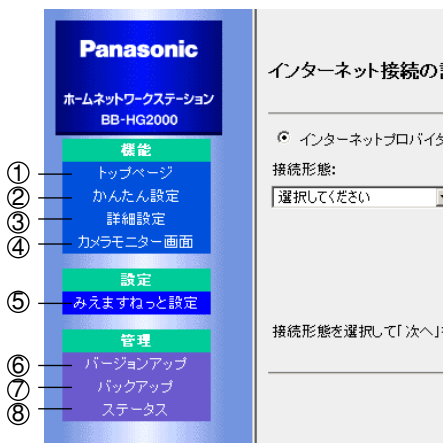 Panasonic
ホームネットワークステーション
BB-HG2000
機能
① トップページ
② かんたん設定
③ 詳細設定
④ カメラモニター画面
設定
⑤ みえますねっと設定
管理
⑥ バージョンアップ
⑦ バックアップ
⑧ ステータス
インターネット接続の
インターネットプロバイダ
接続形態:
選択してください
接続形態を選択して「次へ」